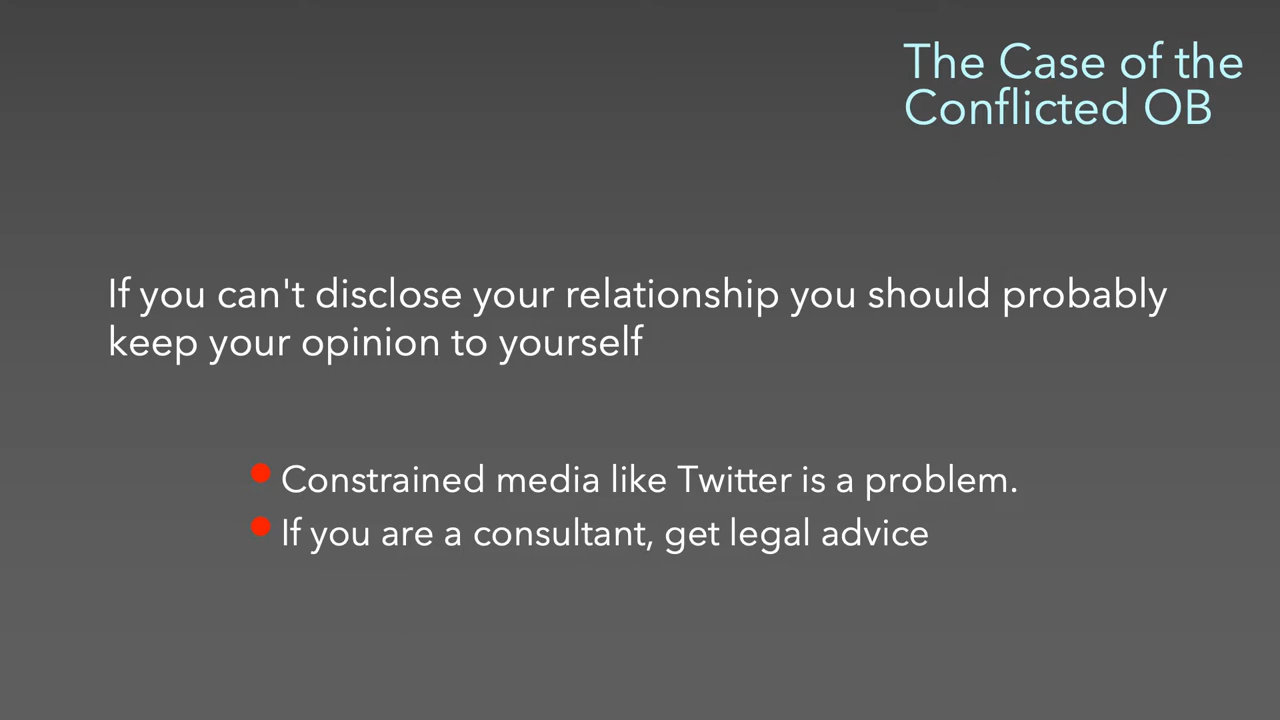 The Case of the
Conflicted OB
If you can't disclose your relationship you should probably
keep your opinion to yourself
Constrained media like Twitter is a problem.
If you are a consultant, get legal advice